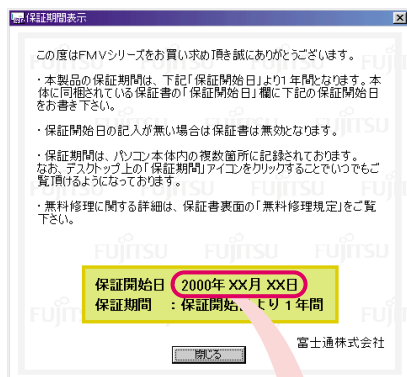 保証期間表示
この度はFMVシリーズをお買い求め頂き誠にありがとうございます。
・本製品の保証期間は、下記「保証開始日」より1年間となります。本
体に同梱されている保証書の「保証開始日」欄に下記の保証開始日
をお書き下さい。
・保証開始日の記入が無い場合は保証書は無効となります。
・保証期間は、パソコン本体内の複数箇所に記録されております。
なお、デスクトップ上の「保証期間」アイコンをクリックすることでいつでもご
覧頂けるようになっております。
・無料修理に関する詳細は、保証書裏面の「無料修理規定」をご覧
下さい。
保証開始日 2000年 XX月 XX日
保証期間 ：保証開始 より1年間
富士通株式会社
閉じる